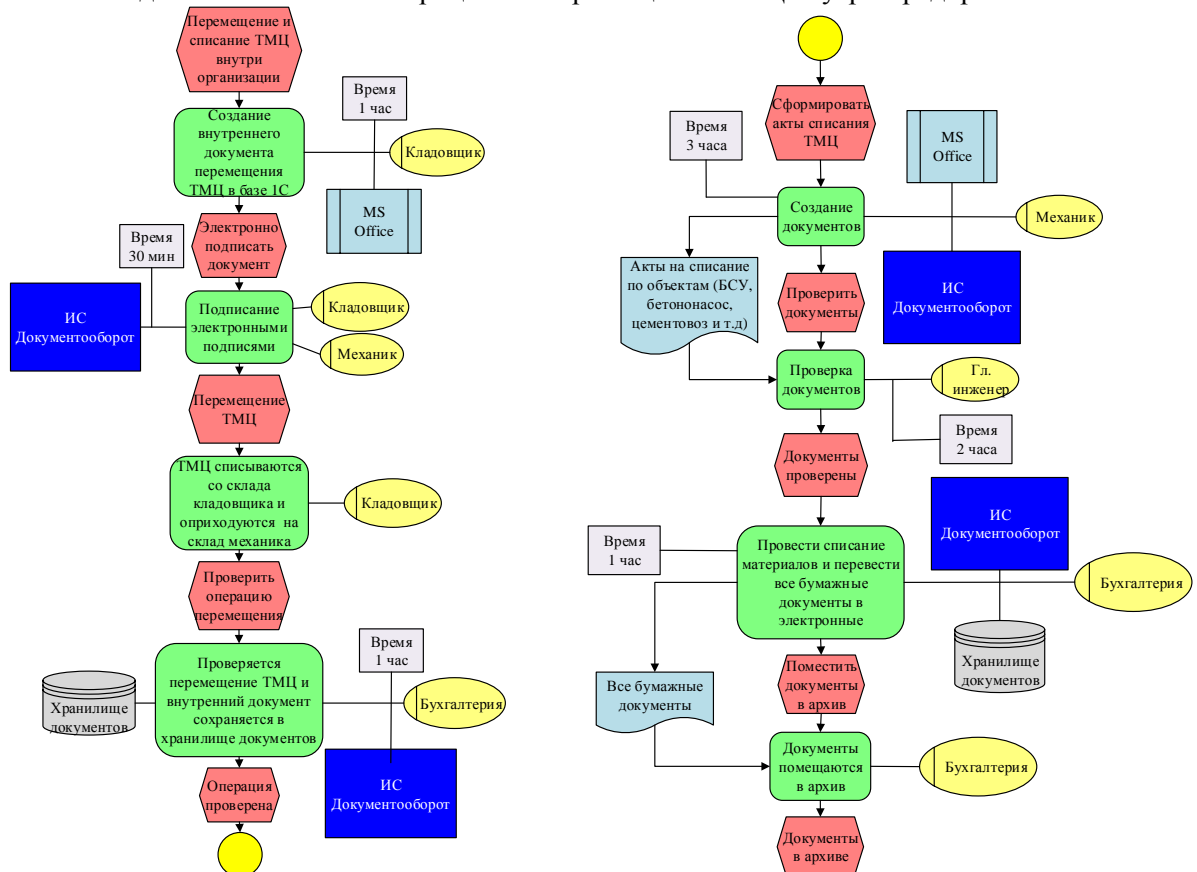 Перемещение и
списание ТМЦ
внутри
организации
Время
1 час
Создание
внутреннего
документа
перемещения
ТМЦ в базе 1С
Кладовщик
MS
Office
Электронно
подписать
документ
Время
30 мин
ИС
Документооборот
Подписание
электронными
подписями
Кладовщик
Механик
Перемещение
ТМЦ
ТМЦ списываются
со склада
кладовщика и
оприходуются на
склад механика
Кладовщик
Проверить
операцию
перемещения
Время
1 час
Проверяется
перемещение ТМЦ и
внутренний документ
сохраняется в
хранилище документов
Хранилище
документов
Бухгалтерия
ИС
Документооборот
Операция
проверена
Сформировать
акты списания
ТМЦ
Время
3 часа
MS
Office
Создание
документов
Механик
Акты на списание
по объектам (БСУ,
бетононасос,
цементовоз и т.д)
Проверить
документы
ИС
Документооборот
Проверка
документов
Гл.
инженер
Время
2 часа
Документы
проверены
ИС
Документооборот
Время
1 час
Провести списание
материалов и перевести
все бумажные
документы в
электронные
Бухгалтерия
Хранилище
документов
Все бумажные
документы
Поместить
документы
в архив
Документы
помещаются
в архив
Бухгалтерия
Документы
в архиве